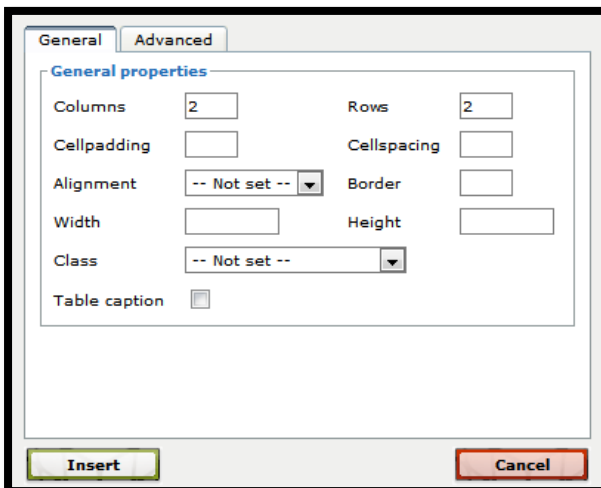 General Advanced
General properties
Columns 2 Rows 2
Cellpadding Cellspacing
Alignment -- Not set -- Border
Width Height
Class -- Not set --
Table caption
Insert Cancel